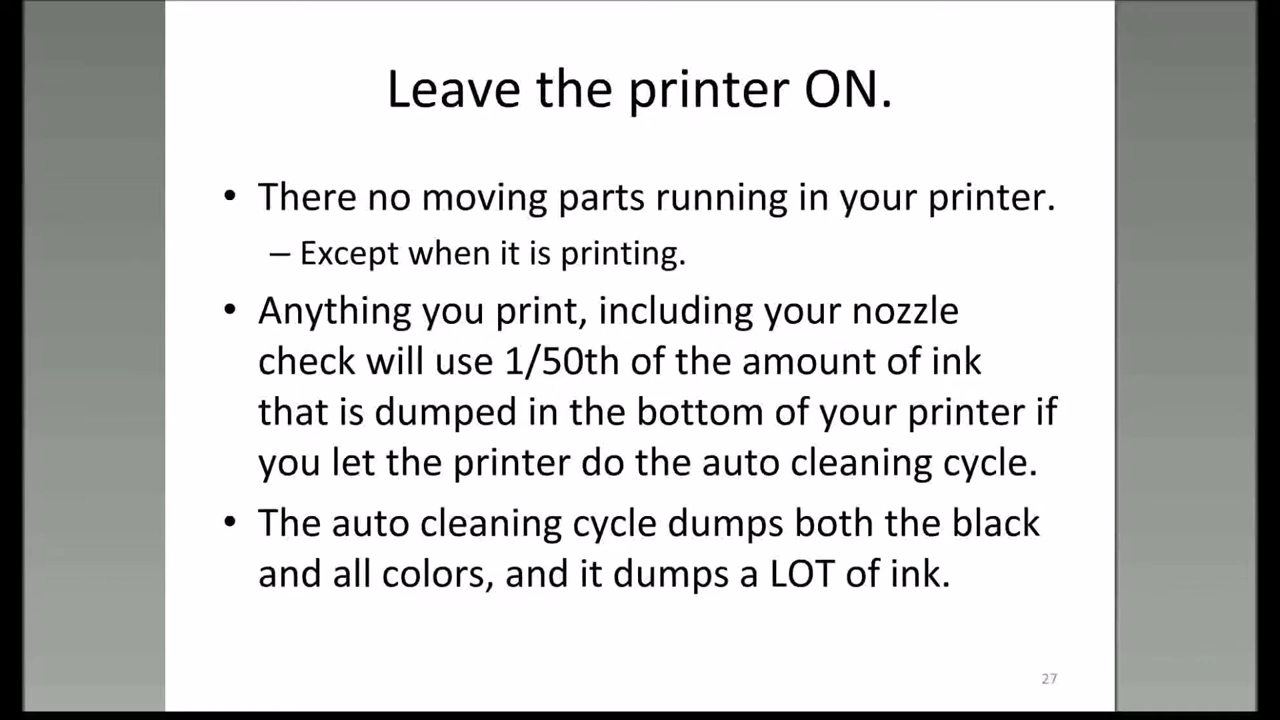 Leave the printer ON.
• There no moving parts running in your printer.
– Except when it is printing.
• Anything you print, including your nozzle
check will use 1/50th of the amount of ink
that is dumped in the bottom of your printer if
you let the printer do the auto cleaning cycle.
• The auto cleaning cycle dumps both the black
and all colors, and it dumps a LOT of ink.
27